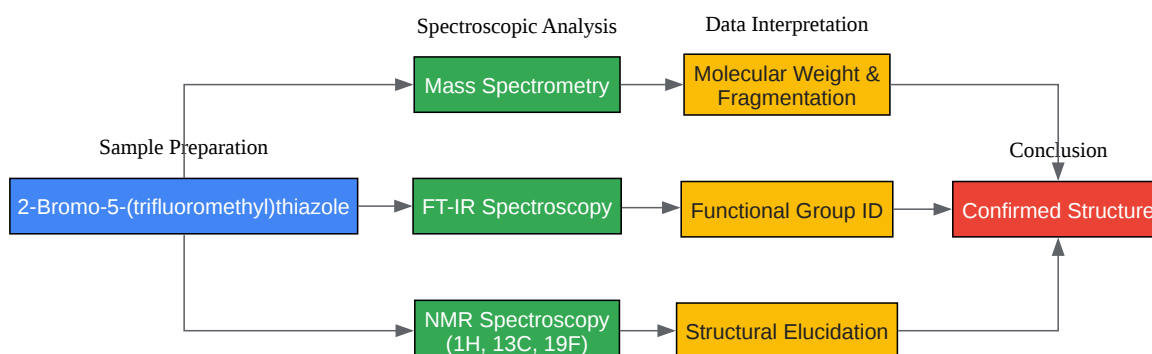 Spectroscopic Analysis
Data Interpretation
Mass Spectrometry
Molecular Weight &
Fragmentation
Sample Preparation
Conclusion
2-Bromo-5-(trifluoromethyl)thiazole
FT-IR Spectroscopy
Functional Group ID
Confirmed Structure
NMR Spectroscopy
(1H, 13C, 19F)
Structural Elucidation